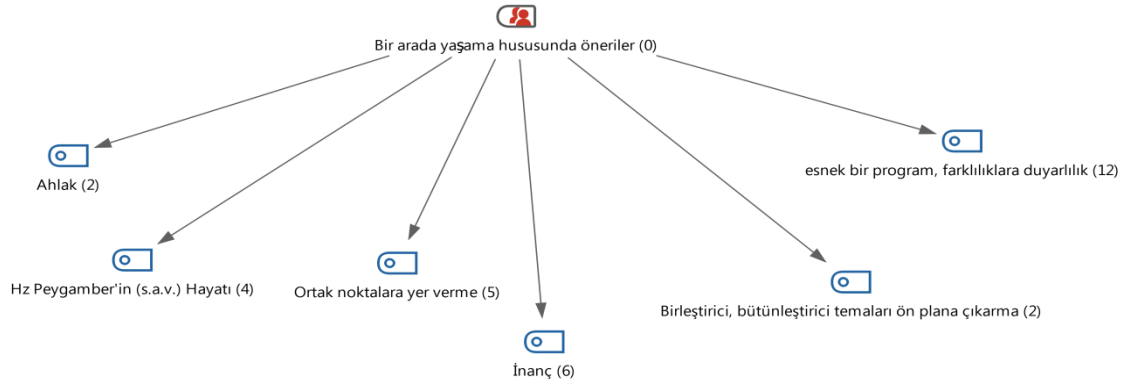 Bir arada yaşama hususunda öneriler (0)
esnek bir program, farklılıklara duyarlılık (12)
Ahlak (2)
Hz Peygamber'in (s.a.v.) Hayatı (4)
Ortak noktalara yer verme (5)
Birleştirici, bütünleştirici temaları ön plana çıkarma (2)
İnanç (6)